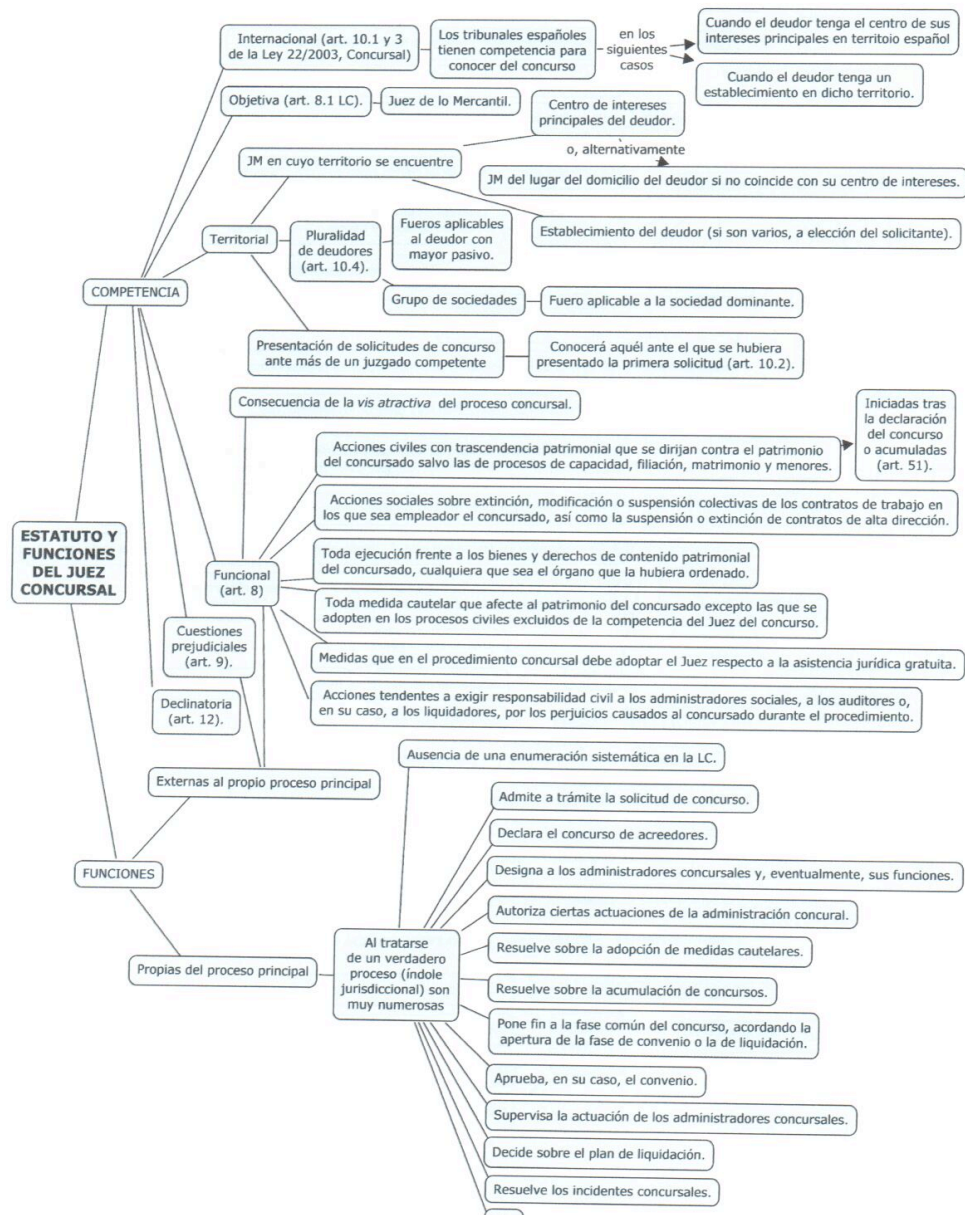 Internacional (art. 10.1 y 3
de la Ley 22/2003, Concursal)
Los tribunales españoles
tienen competencia para
conocer del concurso
en los
siguientes
casos
Cuando el deudor tenga el centro de sus
intereses principales en territoio español
Cuando el deudor tenga un
establecimiento en dicho territorio.
Objetiva (art. 8.1 LC).
Juez de lo Mercantil.
Centro de intereses
principales del deudor.
o, alternativamente
JM en cuyo territorio se encuentre
JM del lugar del domicilio del deudor si no coincide con su centro de intereses.
Establecimiento del deudor (si son varios, a elección del solicitante).
Territorial
Pluralidad
de deudores
(art. 10.4).
Fueros aplicables
al deudor con
mayor pasivo.
Grupo de sociedades
Fuero aplicable a la sociedad dominante.
COMPETENCIA
Presentación de solicitudes de concurso
ante más de un juzgado competente
Conocerá aquél ante el que se hubiera
presentado la primera solicitud (art. 10.2).
Consecuencia de la vis atractiva del proceso concursal.
Acciones civiles con trascendencia patrimonial que se dirijan contra el patrimonio
del concursado salvo las de procesos de capacidad, filiación, matrimonio y menores.
Iniciadas tras
la declaración
del concurso
o acumuladas
(art. 51).
Acciones sociales sobre extinción, modificación o suspensión colectivas de los contratos de trabajo en
los que sea empleador el concursado, así como la suspensión o extinción de contratos de alta dirección.
ESTATUTO Y
FUNCIONES
DEL JUEZ
CONCURSAL
Funcional
(art. 8)
Toda ejecución frente a los bienes y derechos de contenido patrimonial
del concursado, cualquiera que sea el órgano que la hubiera ordenado.
Toda medida cautelar que afecte al patrimonio del concursado excepto las que se
adopten en los procesos civiles excluidos de la competencia del Juez del concurso.
Cuestiones
prejudiciales
(art. 9).
Medidas que en el procedimiento concursal debe adoptar el Juez respecto a la asistencia jurídica gratuita.
Declinatoria
(art. 12).
Acciones tendentes a exigir responsabilidad civil a los administradores sociales, a los auditores o,
en su caso, a los liquidadores, por los perjuicios causados al concursado durante el procedimiento.
Externas al propio proceso principal
Ausencia de una enumeración sistemática en la LC.
FUNCIONES
Admite a trámite la solicitud de concurso.
Declara el concurso de acreedores.
Designa a los administradores concursales y, eventualmente, sus funciones.
Autoriza ciertas actuaciones de la administración concural.
Propias del proceso principal
Al tratarse
de un verdadero
proceso (índole
jurisdiccional) son
muy numerosas
Resuelve sobre la adopción de medidas cautelares.
Resuelve sobre la acumulación de concursos.
Pone fin a la fase común del concurso, acordando la
apertura de la fase de convenio o la de liquidación.
Aprueba, en su caso, el convenio.
Supervisa la actuación de los administradores concursales.
Decide sobre el plan de liquidación.
Resuelve los incidentes concursales.